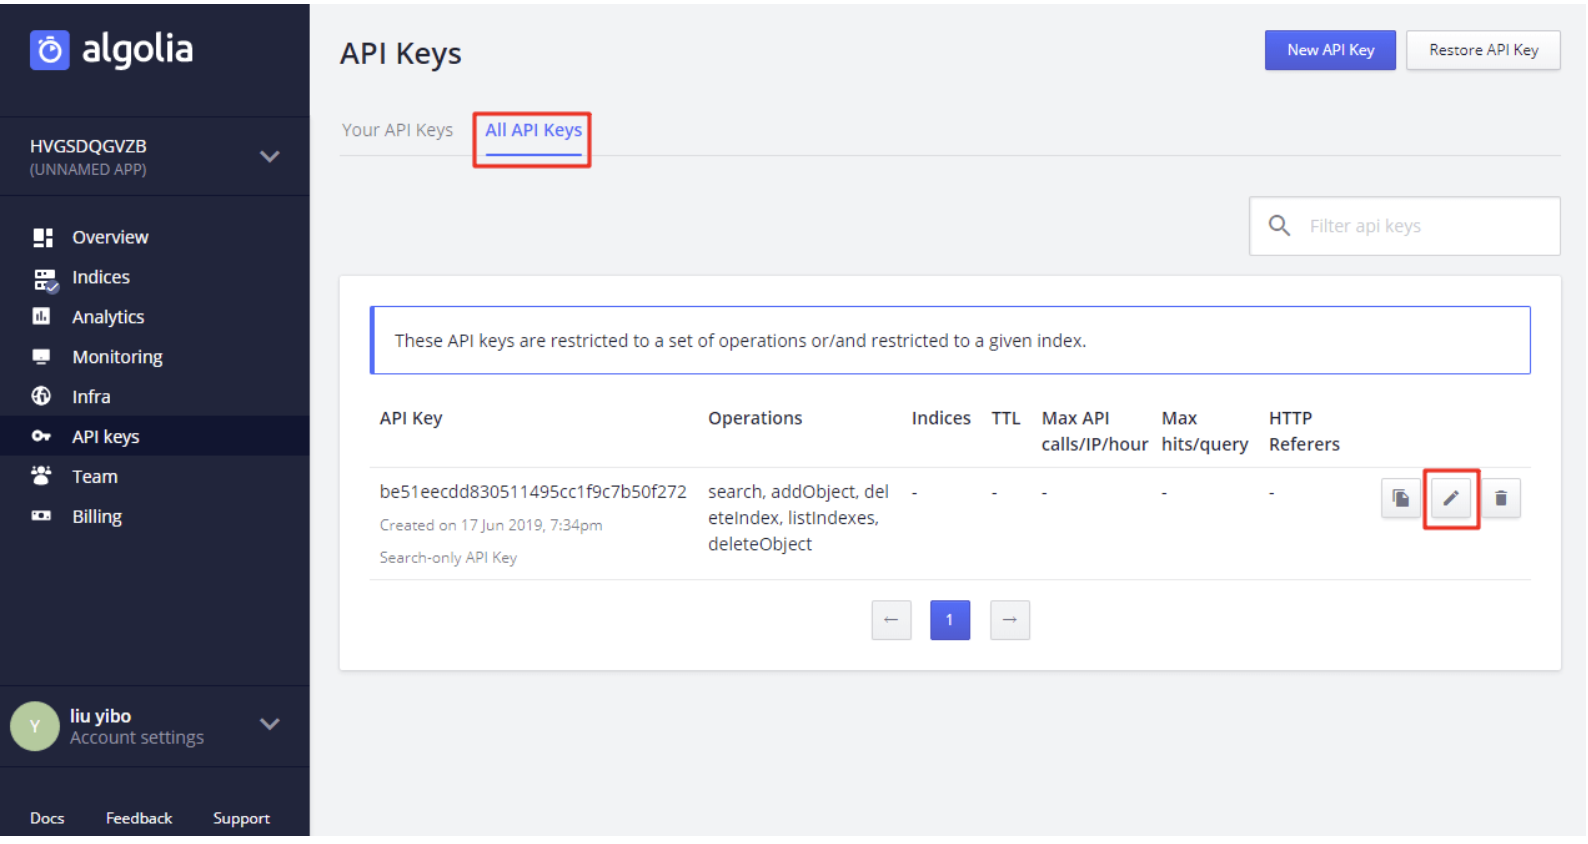 algolia
HVGSDQGVZB
(UNNAMED APP)
Overview
Indices
Analytics
Monitoring
Infra
API keys
Team
Billing
Y
liu yibo
Account settings
Docs Feedback Support
API Keys
New API Key
Restore API Key
Your API Keys
All API Keys
Filter api keys
These API keys are restricted to a set of operations or/and restricted to a given index.
API Key
Operations
Indices
TTL
Max API
calls/IP/hour
Max
hits/query
HTTP
Referers
be51eecdd830511495cc1f9c7b50f272
Created on 17 Jun 2019, 7:34pm
Search-only API Key
search, addObject, del
eteIndex, listIndexes,
deleteObject
- - - - -
← 1 →